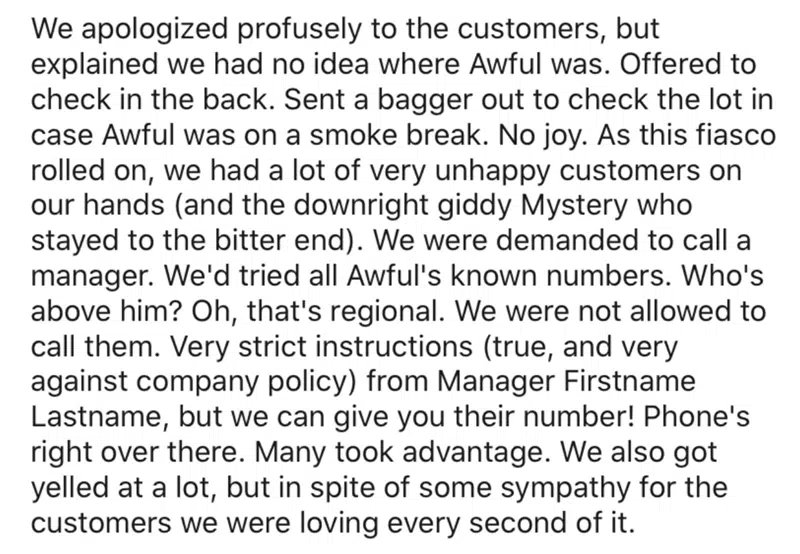 We apologized profusely to the customers, but
explained we had no idea where Awful was. Offered to
check in the back. Sent a bagger out to check the lot in
case Awful was on a smoke break. No joy. As this fiasco
rolled on, we had a lot of very unhappy customers on
our hands (and the downright giddy Mystery who
stayed to the bitter end). We were demanded to call a
manager. We'd tried all Awful's known numbers. Who's
above him? Oh, that's regional. We were not allowed to
call them. Very strict instructions (true, and very
against company policy) from Manager Firstname
Lastname, but we can give you their number! Phone's
right over there. Many took advantage. We also got
yelled at a lot, but in spite of some sympathy for the
customers we were loving every second of it.